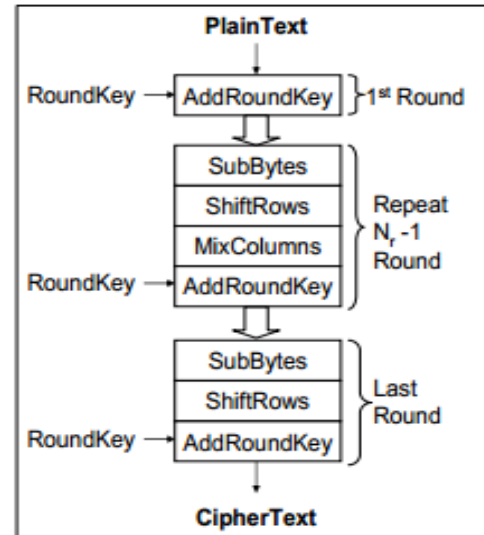 PlainText
RoundKey
AddRoundKey
1st Round
SubBytes
ShiftRows
MixColumns
RoundKey
AddRoundKey
Repeat
Nr -1
Round
SubBytes
ShiftRows
RoundKey
AddRoundKey
Last
Round
CipherText